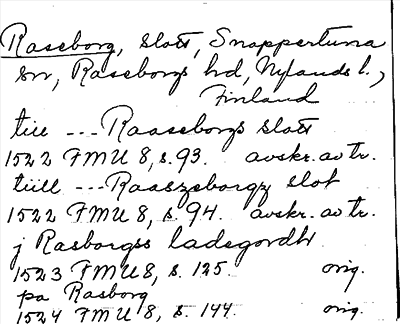 Raseborg, slott, Snappertuna
sn, Raseborgs hd, Nylands l.,
Finland
till --- Raaseborgs slott
1522 FMU 8, s. 93. avskr. av tr.
tiill --- Raaszeborgz slot
1522 FMU 8, s. 94. avskr. av tr.
j Rasborgss ladegordh
1523 FMU 8, s. 125. orig.
pa Rasborg
1524 FMU 8, s. 144. orig.